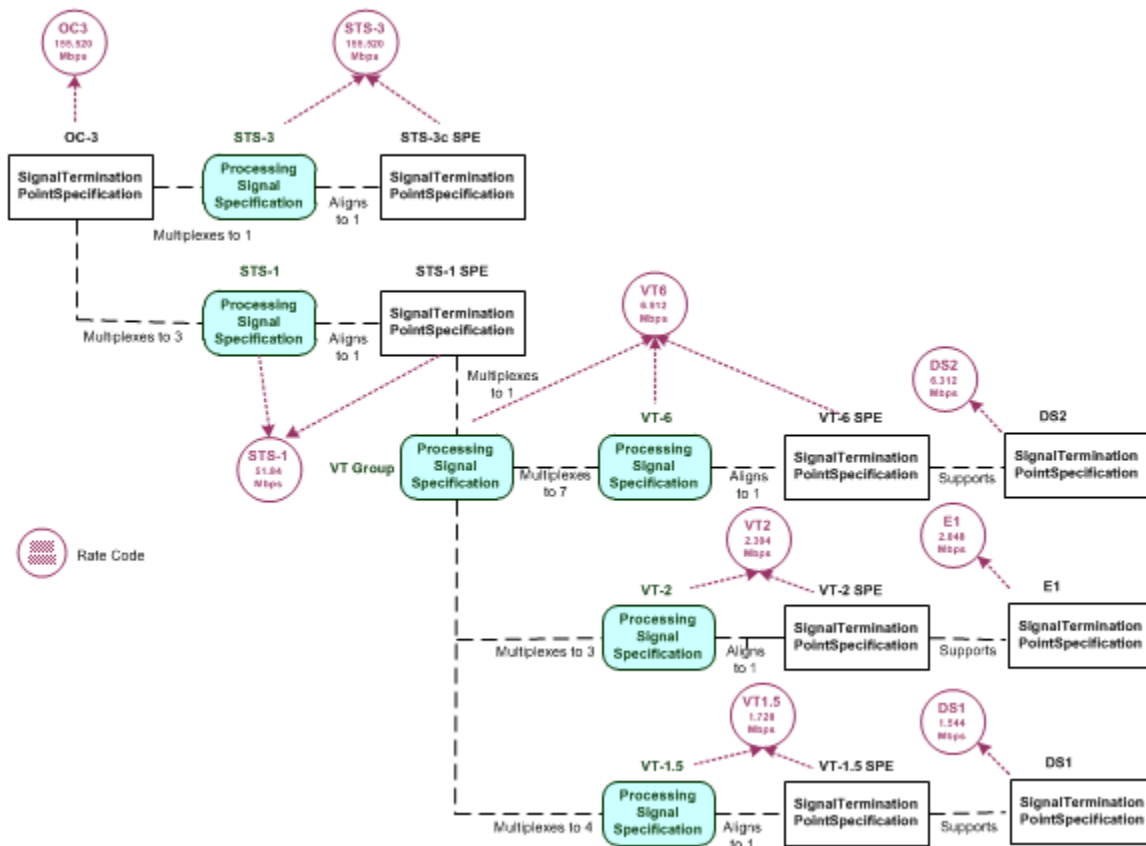 OC3
155.520
Mbps
STS-3
155.520
Mbps
OC-3
STS-3
STS-3c SPE
SignalTermination
PointSpecification
Processing
Signal
Specification
SignalTermination
PointSpecification
Aligns
to 1
Multiplexes to 1
STS-1
STS-1 SPE
Processing
Signal
Specification
SignalTermination
PointSpecification
Multiplexes to 3
Aligns
to 1
VT6
6.912
Mbps
Multiplexes
to 1
DS2
6.312
Mbps
STS-1
51.84
Mbps
VT Group
Processing
Signal
Specification
Multiplexes
to 7
VT-6
Processing
Signal
Specification
Aligns
to 1
VT-6 SPE
SignalTermination
PointSpecification
Supports
DS2
SignalTermination
PointSpecification
Rate Code
VT2
2.304
Mbps
E1
2.048
Mbps
VT-2
VT-2 SPE
E1
Multiplexes to 3
Processing
Signal
Specification
Aligns
to 1
SignalTermination
PointSpecification
Supports
SignalTermination
PointSpecification
VT1.5
1.728
Mbps
DS1
1.544
Mbps
VT-1.5
VT-1.5 SPE
DS1
Multiplexes to 4
Processing
Signal
Specification
Aligns
to 1
SignalTermination
PointSpecification
Supports
SignalTermination
PointSpecification